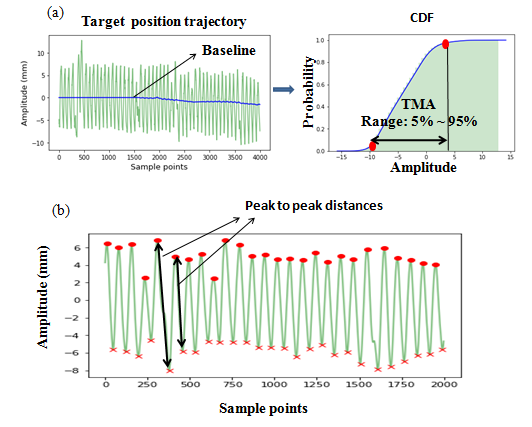 (a)
Target position trajectory
Baseline
Amplitude (mm)
10
5
0
−5
−10
0 500 1000 1500 2000 2500 3000 3500 4000
Sample points
CDF
Probability
1.0
0.8
0.6
0.4
0.2
0.0
TMA
Range: 5% ~ 95%
−15 −10 −5 0 5 10 15
Amplitude
(b)
Peak to peak distances
Amplitude (mm)
6
4
2
0
−2
−4
−6
−8
0 250 500 750 1000 1250 1500 1750 2000
Sample points